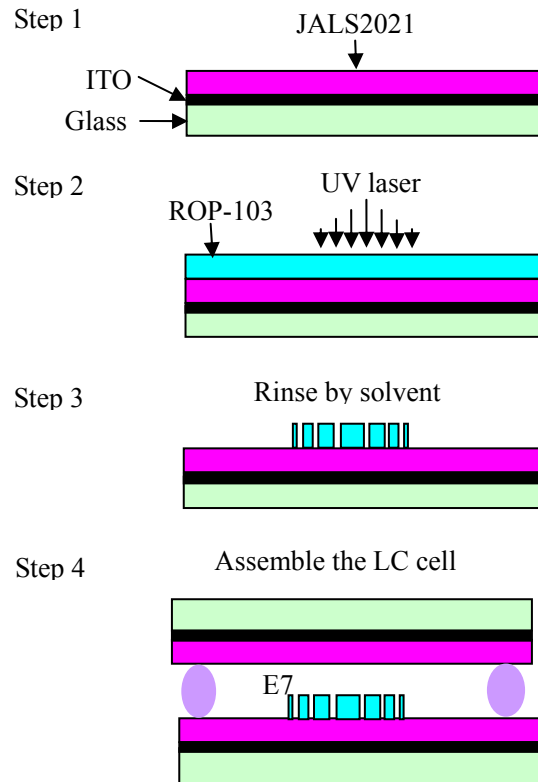 Step 1
JALS2021
ITO
Glass
Step 2
UV laser
ROP-103
Step 3
Rinse by solvent
Step 4
Assemble the LC cell
E7